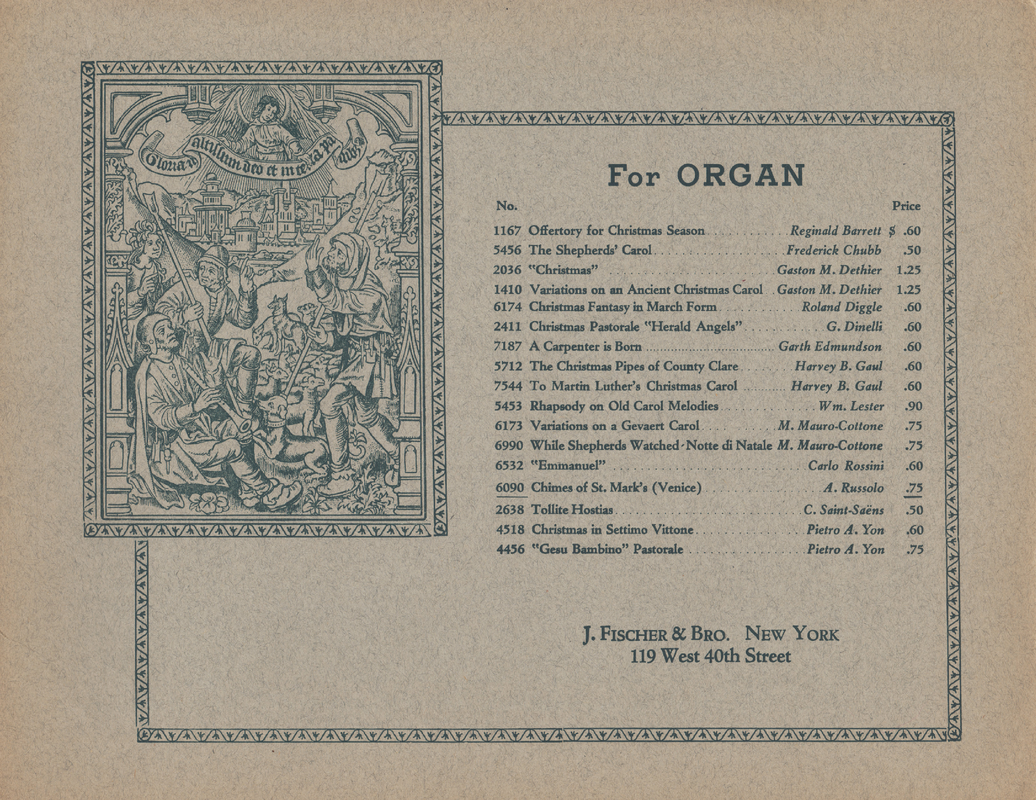 Gloria in altissimis deo et in terra pa
For ORGAN
No. Price
1167 Offertory for Christmas Season Reginald Barrett $ .60
5456 The Shepherds' Carol Frederick Chubb .50
2036 "Christmas" Gaston M. Dethier 1.25
1410 Variations on an Ancient Christmas Carol Gaston M. Dethier 1.25
6174 Christmas Fantasy in March Form Roland Diggle .60
2411 Christmas Pastorale "Herald Angels" G. Dinelli .60
7187 A Carpenter is Born Garth Edmundson .60
5712 The Christmas Pipes of County Clare Harvey B. Gaul .60
7544 To Martin Luther's Christmas Carol Harvey B. Gaul .60
5453 Rhapsody on Old Carol Melodies Wm. Lester .90
6173 Variations on a Gevaert Carol M. Mauro-Cottone .75
6990 While Shepherds Watched-Notte di Natale M. Mauro-Cottone .75
6532 "Emmanuel" Carlo Rossini .60
6090 Chimes of St. Mark's (Venice) A. Russolo .75
2638 Tollite Hostias C. Saint-Saëns .50
4518 Christmas in Settimo Vittone Pietro A. Yon .60
4456 "Gesu Bambino" Pastorale Pietro A. Yon .75
J. FISCHER & BRO. NEW YORK
119 West 40th Street